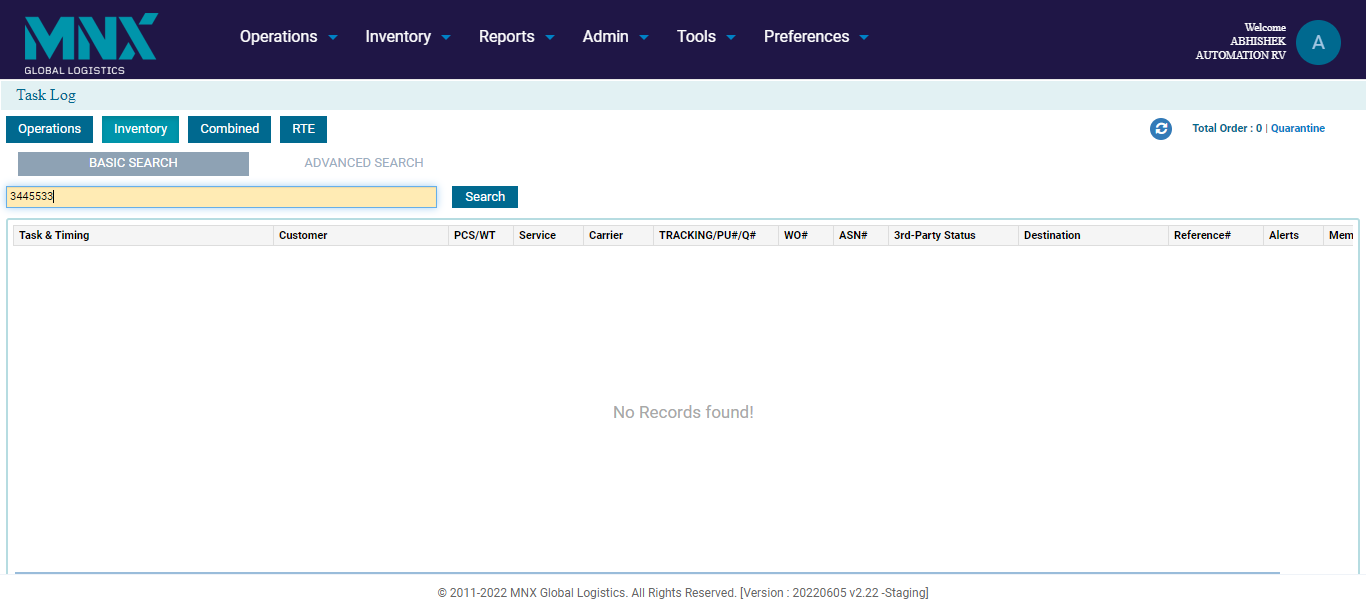 MNX
GLOBAL LOGISTICS
Operations Inventory Reports Admin Tools Preferences
Welcome
ABHISHEK
AUTOMATION RV
A
Task Log
Operations Inventory Combined RTE
Total Order : 0 | Quarantine
BASIC SEARCH ADVANCED SEARCH
3445533 Search
Task & Timing Customer PCS/WT Service Carrier TRACKING/PU#/Q# WO# ASN# 3rd-Party Status Destination Reference# Alerts Mem
No Records found!
© 2011-2022 MNX Global Logistics. All Rights Reserved. [Version : 20220605 v2.22 -Staging]